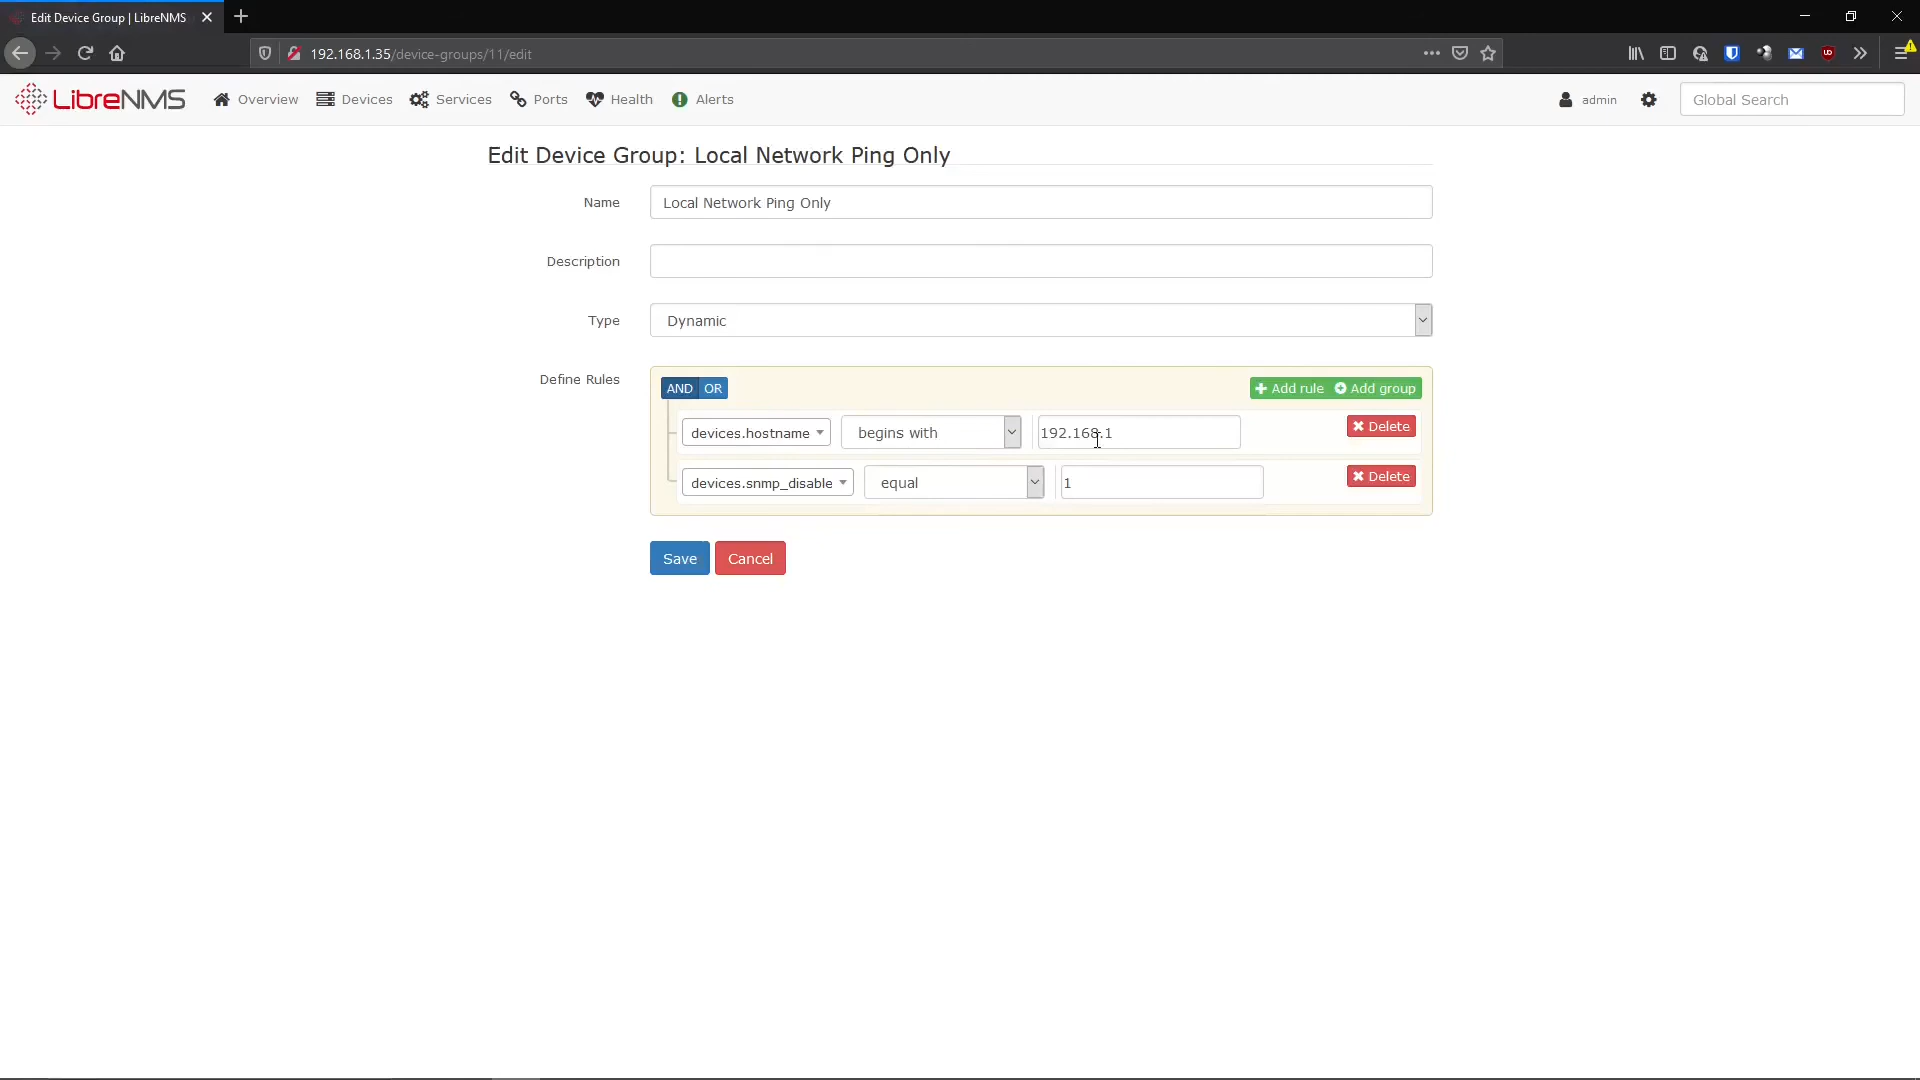 Edit Device Group | LibreNMS
192.168.1.35/device-groups/11/edit
LibreNMS Overview Devices Services Ports Health Alerts admin Global Search
Edit Device Group: Local Network Ping Only
Name Local Network Ping Only
Description
Type Dynamic
Define Rules
AND OR Add rule Add group
devices.hostname begins with 192.168.1 Delete
devices.snmp_disable equal 1 Delete
Save Cancel